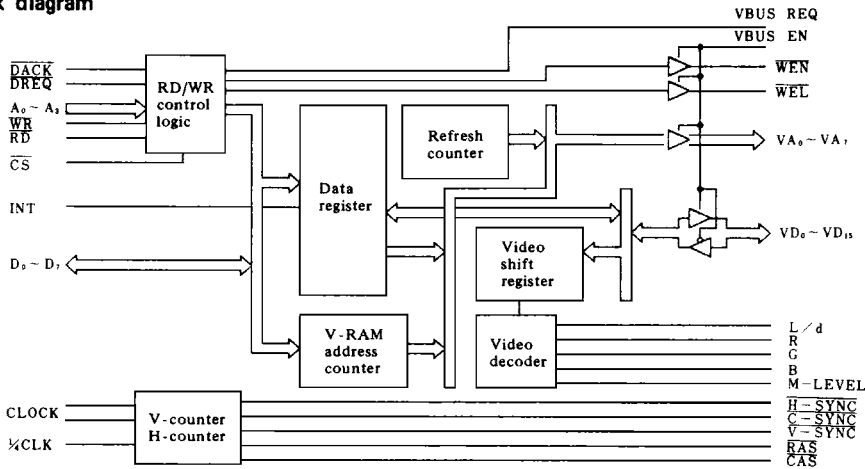 k diagram
VBUS REQ
VBUS EN
DACK
DREQ
A₀~A₃
WR
RD
CS
INT
D₀~D₇
CLOCK
¼CLK
RD/WR
control
logic
Data
register
Refresh
counter
Video
shift
register
V-RAM
address
counter
Video
decoder
V-counter
H-counter
WEN
WEL
VA₀~VA₇
VD₀~VD₁₅
L/d
R
G
B
M-LEVEL
H-SYNC
C-SYNC
V-SYNC
RAS
CAS